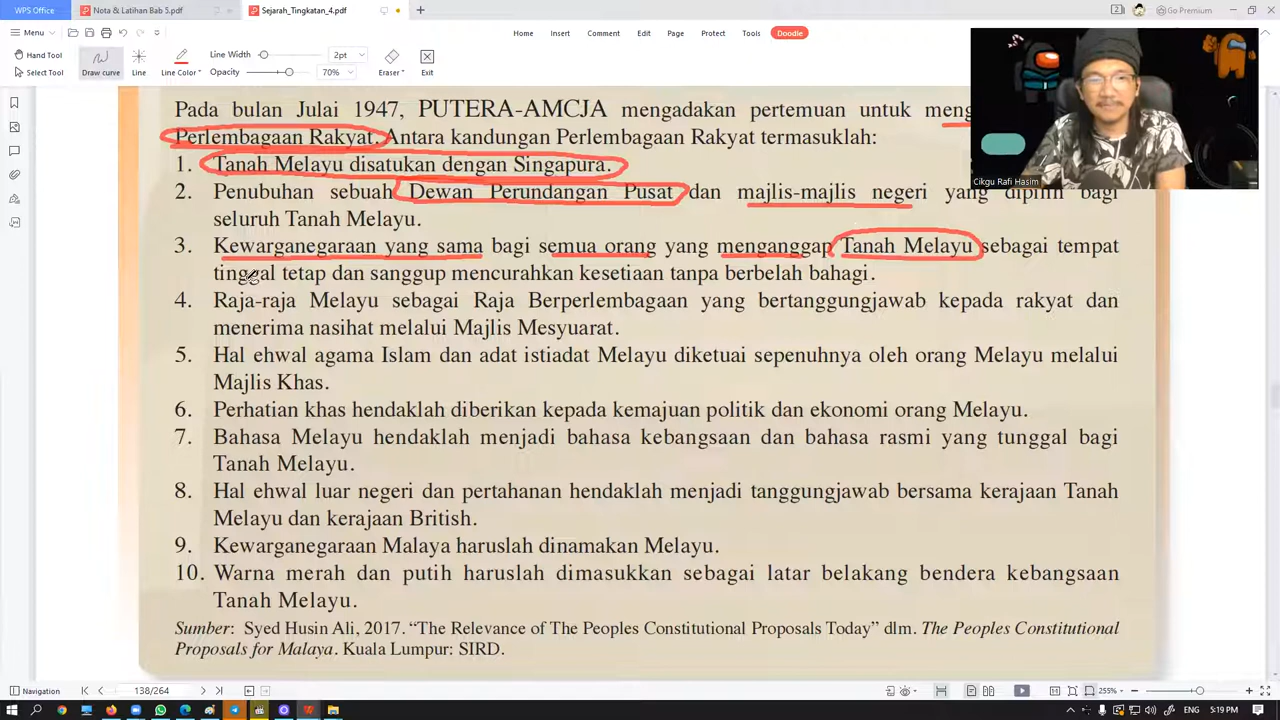 WPS Office
Nota & Latihan Bab 5.pdf
Sejarah_Tingkatan_4.pdf
Go Premium
Menu
Home Insert Comment Edit Page Protect Tools Doodle
Hand Tool
Select Tool
Draw curve
Line
Line Color
Line Width
2pt
Opacity
70%
Eraser
Exit
Pada bulan Julai 1947, PUTERA-AMCJA mengadakan pertemuan untuk
Perlembagaan Rakyat. Antara kandungan Perlembagaan Rakyat termasuklah:
1. Tanah Melayu disatukan dengan Singapura.
2. Penubuhan sebuah Dewan Perundangan Pusat dan majlis-majlis negeri yang dipilih bagi
seluruh Tanah Melayu.
3. Kewarganegaraan yang sama bagi semua orang yang menganggap Tanah Melayu sebagai tempat
tinggal tetap dan sanggup mencurahkan kesetiaan tanpa berbelah bahagi.
4. Raja-raja Melayu sebagai Raja Berperlembagaan yang bertanggungjawab kepada rakyat dan
menerima nasihat melalui Majlis Mesyuarat.
5. Hal ehwal agama Islam dan adat istiadat Melayu diketuai sepenuhnya oleh orang Melayu melalui
Majlis Khas.
6. Perhatian khas hendaklah diberikan kepada kemajuan politik dan ekonomi orang Melayu.
7. Bahasa Melayu hendaklah menjadi bahasa kebangsaan dan bahasa rasmi yang tunggal bagi
Tanah Melayu.
8. Hal ehwal luar negeri dan pertahanan hendaklah menjadi tanggungjawab bersama kerajaan Tanah
Melayu dan kerajaan British.
9. Kewarganegaraan Malaya haruslah dinamakan Melayu.
10. Warna merah dan putih haruslah dimasukkan sebagai latar belakang bendera kebangsaan
Tanah Melayu.
Sumber: Syed Husin Ali, 2017. “The Relevance of The Peoples Constitutional Proposals Today” dlm. The Peoples Constitutional
Proposals for Malaya. Kuala Lumpur: SIRD.
Cikgu Rafi Hasim
Navigation
138/264
255%
ENG
5:19 PM